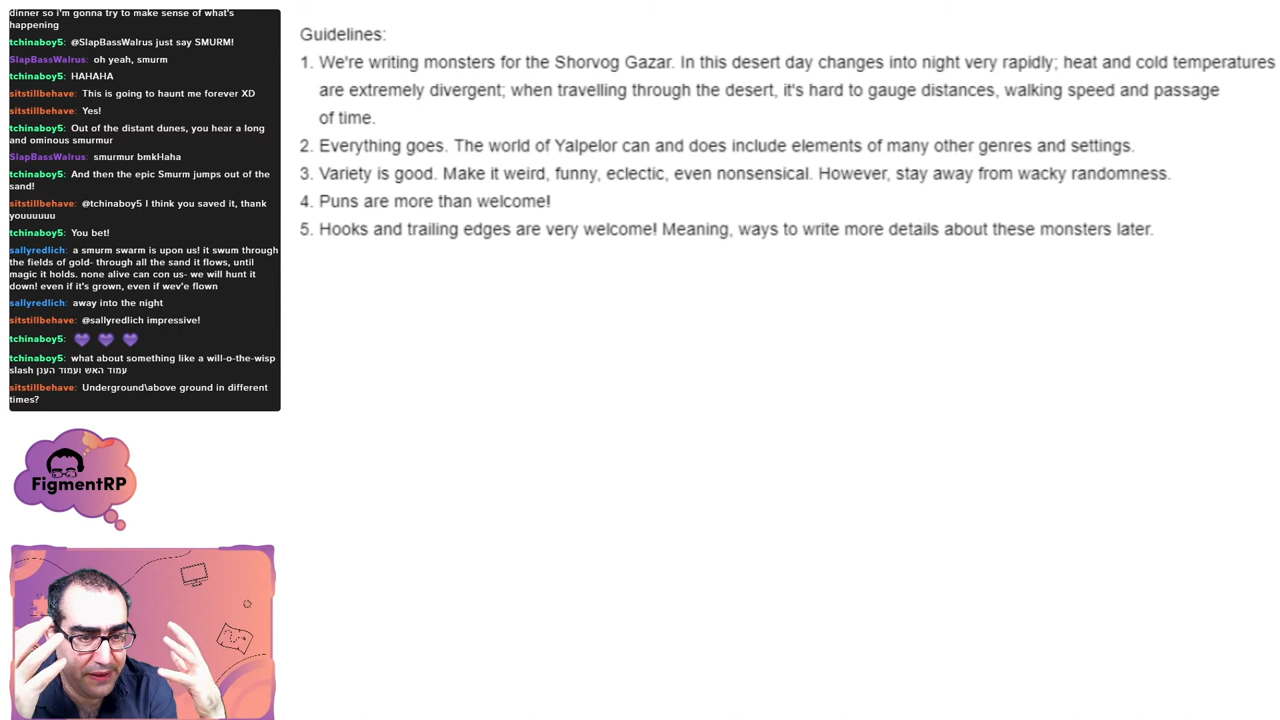 dinner so i'm gonna try to make sense of what's
happening
tchinaboy5: @SlapBassWalrus just say SMURM!
SlapBassWalrus: oh yeah, smurm
tchinaboy5: HAHAHA
sitstillbehave: This is going to haunt me forever XD
sitstillbehave: Yes!
tchinaboy5: Out of the distant dunes, you hear a long
and ominous smurmur
SlapBassWalrus: smurmur bmkHaha
tchinaboy5: And then the epic Smurm jumps out of the
sand!
sitstillbehave: @tchinaboy5 I think you saved it, thank
youuuuuu
tchinaboy5: You bet!
sallyredlich: a smurm swarm is upon us! it swum through
the fields of gold- through all the sand it flows, until
magic it holds. none alive can con us- we will hunt it
down! even if it's grown, even if wev'e flown
sallyredlich: away into the night
sitstillbehave: @sallyredlich impressive!
tchinaboy5:
tchinaboy5: what about something like a will-o-the-wisp
slash עמוד האש ועמוד הענן
sitstillbehave: Underground\above ground in different
times?
FigmentRP
Guidelines:
1. We're writing monsters for the Shorvog Gazar. In this desert day changes into night very rapidly; heat and cold temperatures
are extremely divergent; when travelling through the desert, it's hard to gauge distances, walking speed and passage
of time.
2. Everything goes. The world of Yalpelor can and does include elements of many other genres and settings.
3. Variety is good. Make it weird, funny, eclectic, even nonsensical. However, stay away from wacky randomness.
4. Puns are more than welcome!
5. Hooks and trailing edges are very welcome! Meaning, ways to write more details about these monsters later.